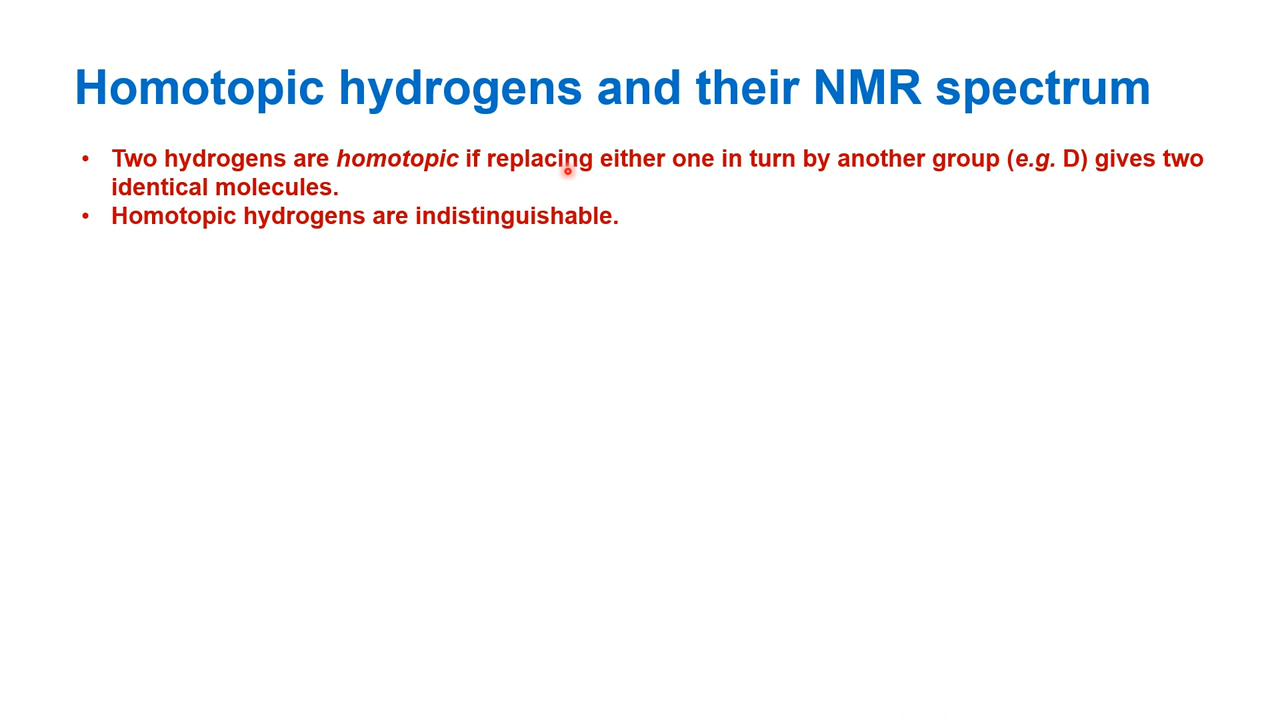 Homotopic hydrogens and their NMR spectrum
• Two hydrogens are homotopic if replacing either one in turn by another group (e.g. D) gives two
identical molecules.
• Homotopic hydrogens are indistinguishable.